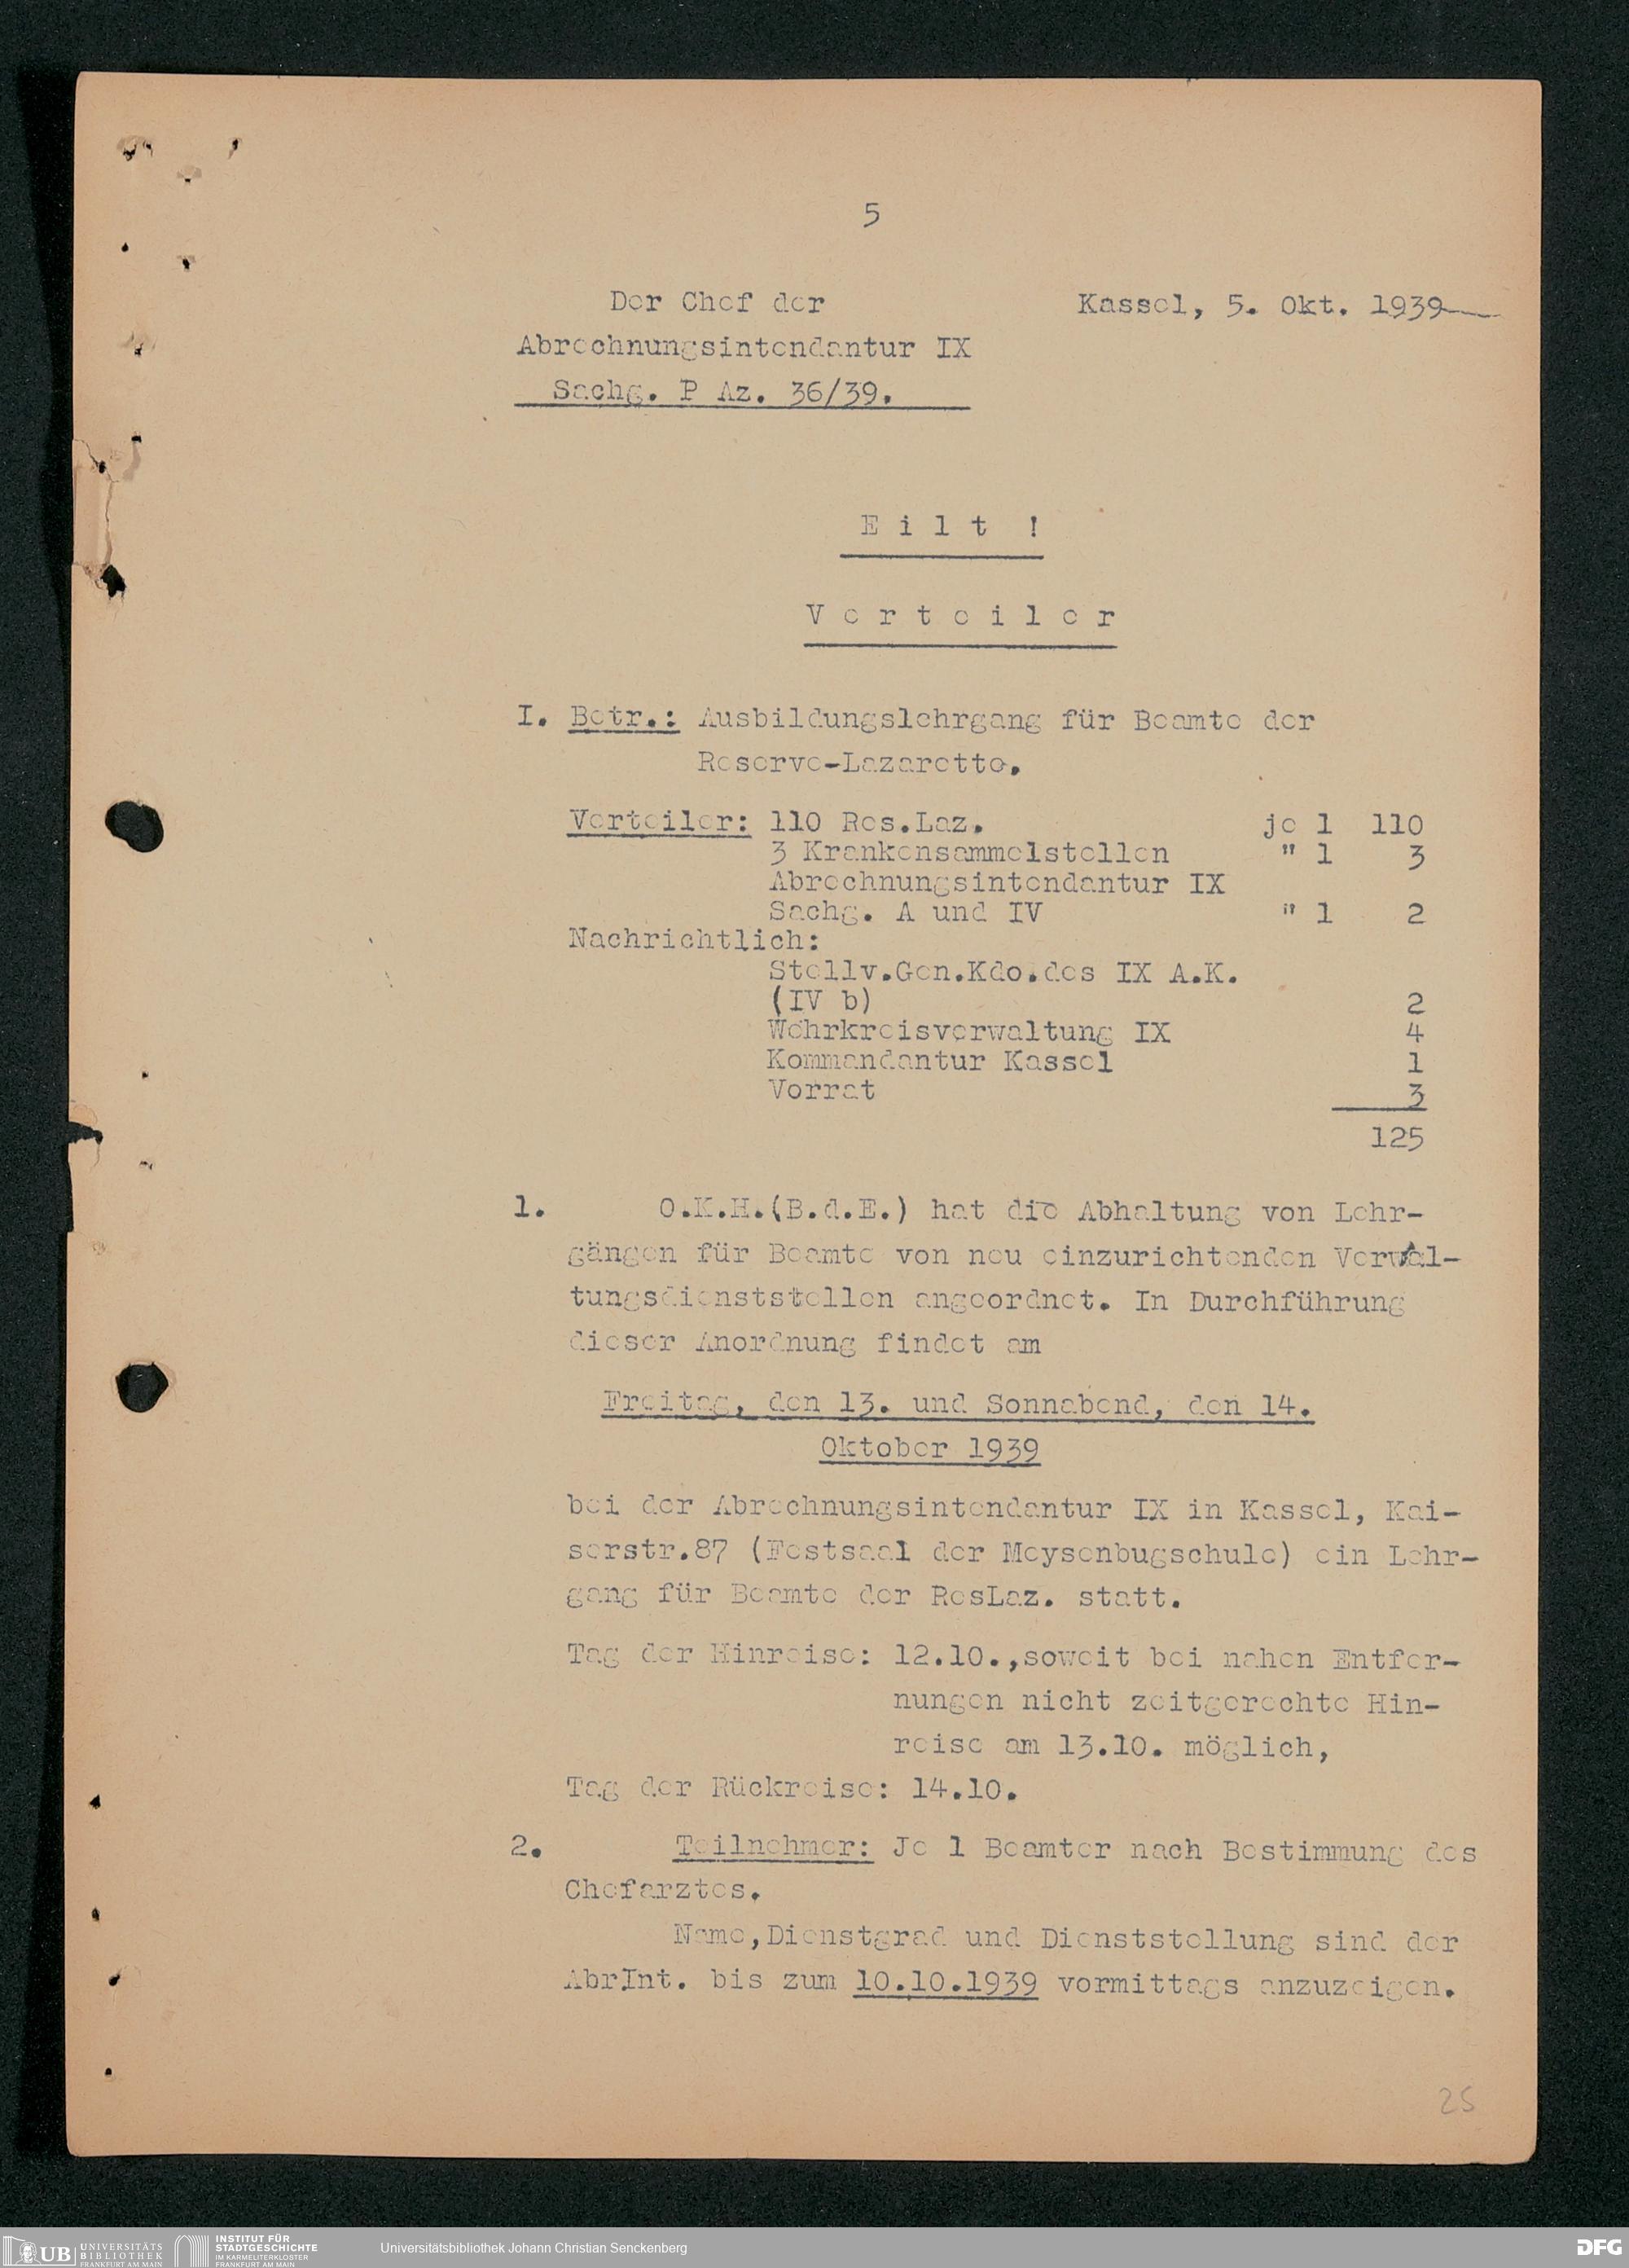 5
Der Chef der
Kassel, 5. Okt. 1939
Abrechnungsintendantur IX
Sachg. P Az. 36/39.
E i l t !
V e r t e i l e r
I. Betr.: Ausbildungslehrgang für Beamte der
Reserve-Lazarette.
Verteiler: 110 Res.Laz. je 1 110
3 Krankensammelstellen " 1 3
Abrechnungsintendantur IX
Sachg. A und IV " 1 2
Nachrichtlich:
Stellv.Gen.Kdo.des IX A.K.
(IV b) 2
Wehrkreisverwaltung IX 4
Kommandantur Kassel 1
Vorrat 3
125
1. O.K.H.(B.d.E.) hat die Abhaltung von Lehr-
gängen für Beamte von neu einzurichtenden Verwal-
tungsdienststellen angeordnet. In Durchführung
dieser Anordnung findet am
Freitag, den 13. und Sonnabend, den 14.
Oktober 1939
bei der Abrechnungsintendantur IX in Kassel, Kai-
serstr.87 (Festsaal der Meysenbugschule) ein Lehr-
gang für Beamte der ResLaz. statt.
Tag der Hinreise: 12.10.,soweit bei nahen Entfer-
nungen nicht zeitgerechte Hin-
reise am 13.10. möglich,
Tag der Rückreise: 14.10.
2. Teilnehmer: Je 1 Beamter nach Bestimmung des
Chefarztes.
Name,Dienstgrad und Dienststellung sind der
AbrInt. bis zum 10.10.1939 vormittags anzuzeigen.
25
UB UNIVERSITÄTS
BIBLIOTHEK
FRANKFURT AM MAIN
INSTITUT FÜR
STADTGESCHICHTE
IM KARMELITERKLOSTER
FRANKFURT AM MAIN
Universitätsbibliothek Johann Christian Senckenberg
DFG